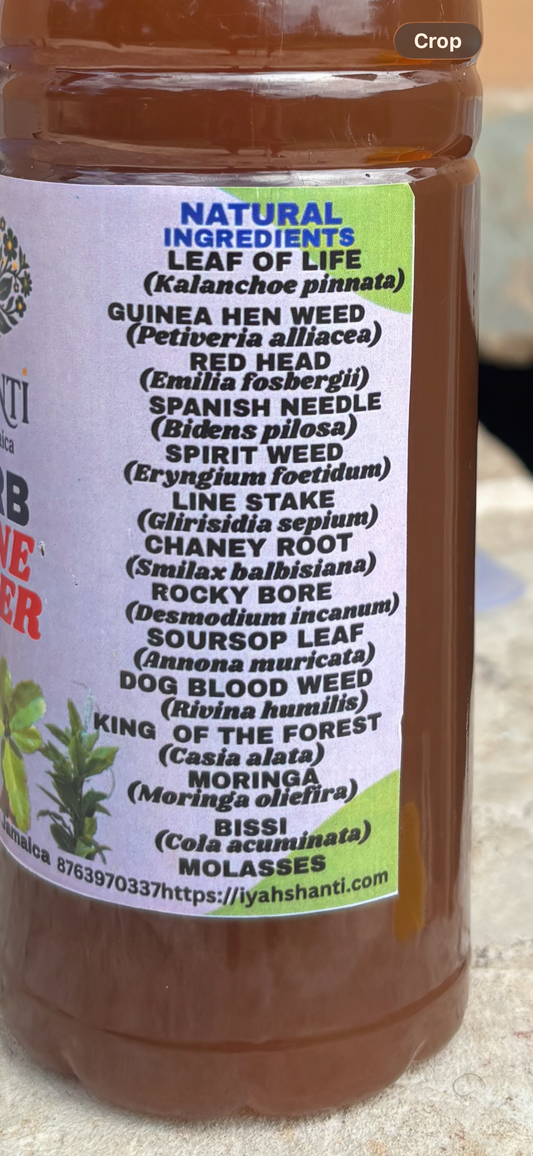 Crop
NATURAL
INGREDIENTS
LEAF OF LIFE
(Kalanchoe pinnata)
GUINEA HEN WEED
(Petiveria alliacea)
RED HEAD
(Emilia fosbergii)
SPANISH NEEDLE
(Bidens pilosa)
SPIRIT WEED
(Eryngium foetidum)
LINE STAKE
(Glirisidia sepium)
CHANEY ROOT
(Smilax balbisiana)
ROCKY BORE
(Desmodium incanum)
SOURSOP LEAF
(Annona muricata)
DOG BLOOD WEED
(Rivina humilis)
KING OF THE FOREST
(Casia alata)
MORINGA
(Moringa oliefira)
BISSI
(Cola acuminata)
MOLASSES
Jamaica 8763970337https://iyahshanti.com